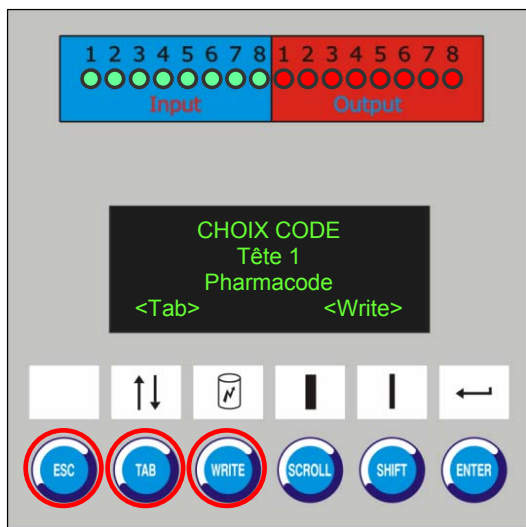 1 2 3 4 5 6 7 8 1 2 3 4 5 6 7 8
Input Output
CHOIX CODE
Tête 1
Pharmacode
<Tab> <Write>
ESC TAB WRITE SCROLL SHIFT ENTER